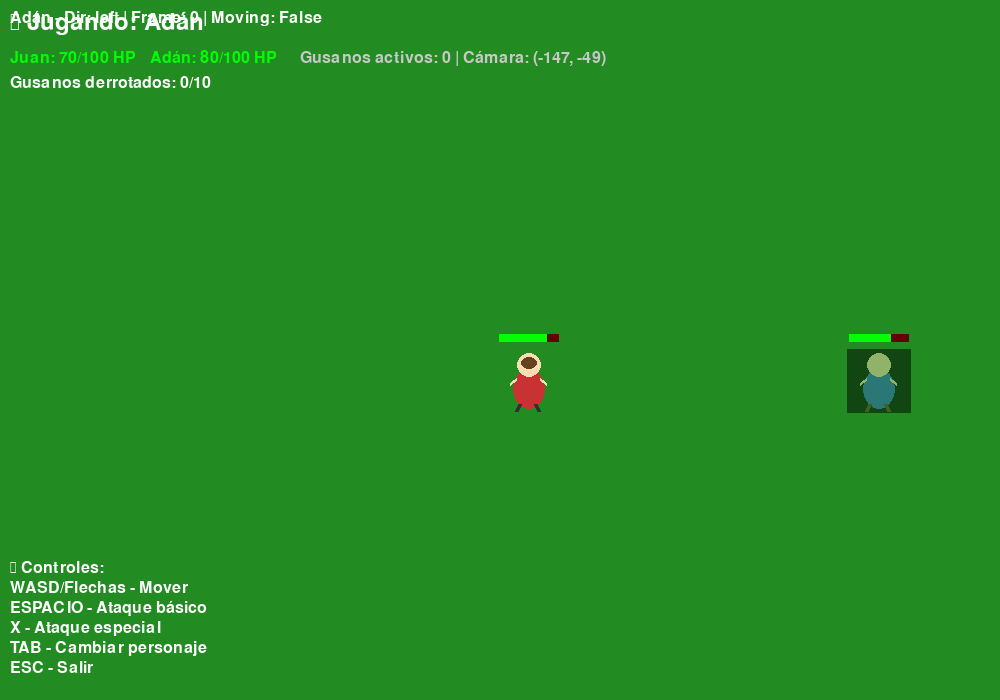 Adán - Dir: left | Frame: 0 | Moving: False
Jugando: Adán
Juan: 70/100 HP Adán: 80/100 HP Gusanos activos: 0 | Cámara: (-147, -49)
Gusanos derrotados: 0/10
Controles:
WASD/Flechas - Mover
ESPACIO - Ataque básico
X - Ataque especial
TAB - Cambiar personaje
ESC - Salir